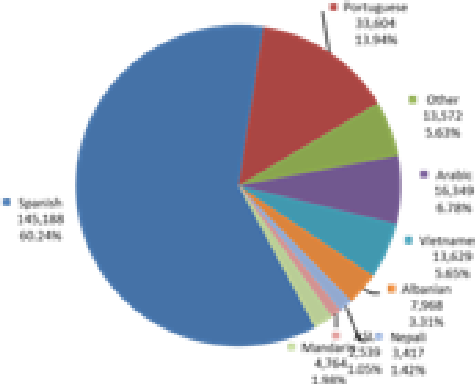 Portuguese
33,604
13.94%
Other
13,572
5.63%
Arabic
16,349
6.78%
Vietname
13,629
5.65%
Albanian
7,968
3.31%
Nepali
3,417
1.42%
ASL
2,539
1.05%
Mandarin
4,764
1.98%
Spanish
145,188
60.24%